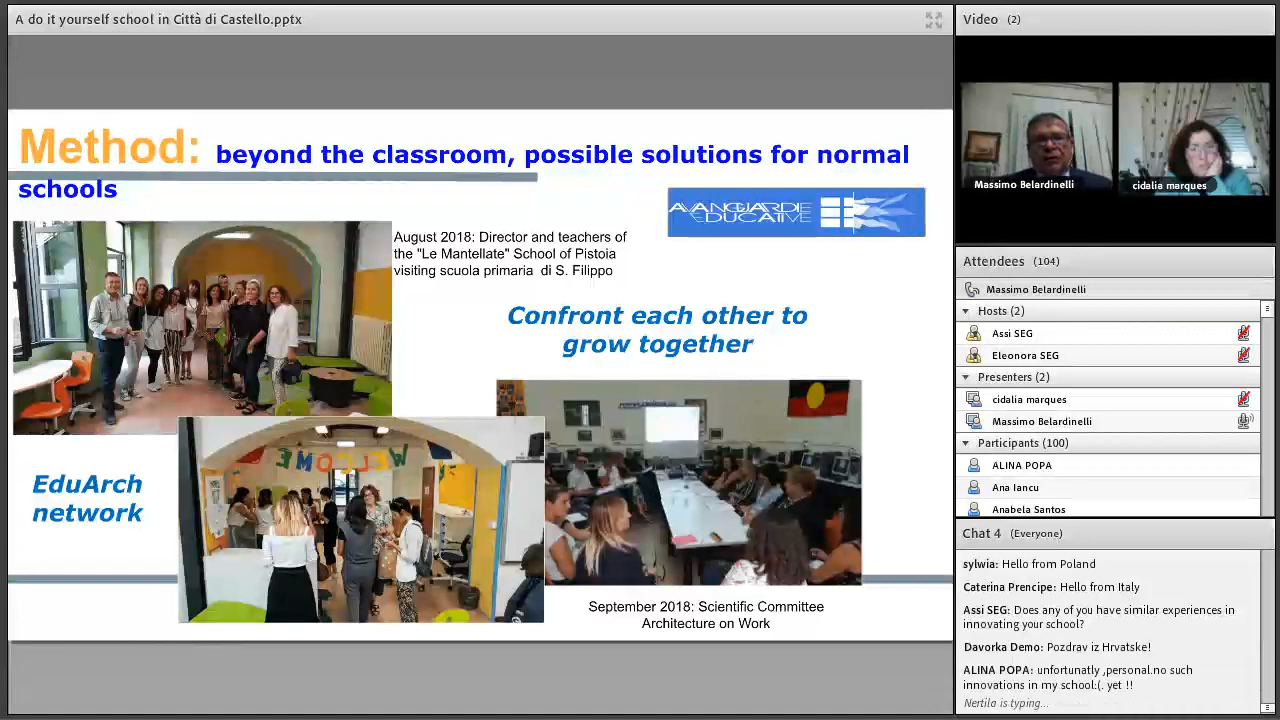 A do it yourself school in Città di Castello.pptx
Method: beyond the classroom, possible solutions for normal
schools
AVANGUARDIE
EDUCATIVE
August 2018: Director and teachers of
the "Le Mantellate" School of Pistoia
visiting scuola primaria di S. Filippo
Confront each other to
grow together
WELCOME
EduArch
network
September 2018: Scientific Committee
Architecture on Work
Video (2)
Massimo Belardinelli
cidalia marques
Attendees (104)
Massimo Belardinelli
Hosts (2)
Assi SEG
Eleonora SEG
Presenters (2)
cidalia marques
Massimo Belardinelli
Participants (100)
ALINA POPA
Ana Iancu
Anabela Santos
Chat 4 (Everyone)
sylwia: Hello from Poland
Caterina Prencipe: Hello from Italy
Assi SEG: Does any of you have similar experiences in
innovating your school?
Davorka Demo: Pozdrav iz Hrvatske!
ALINA POPA: unfortunatly ,personal.no such
innovations in my school:(. yet !!
Nertila is typing...